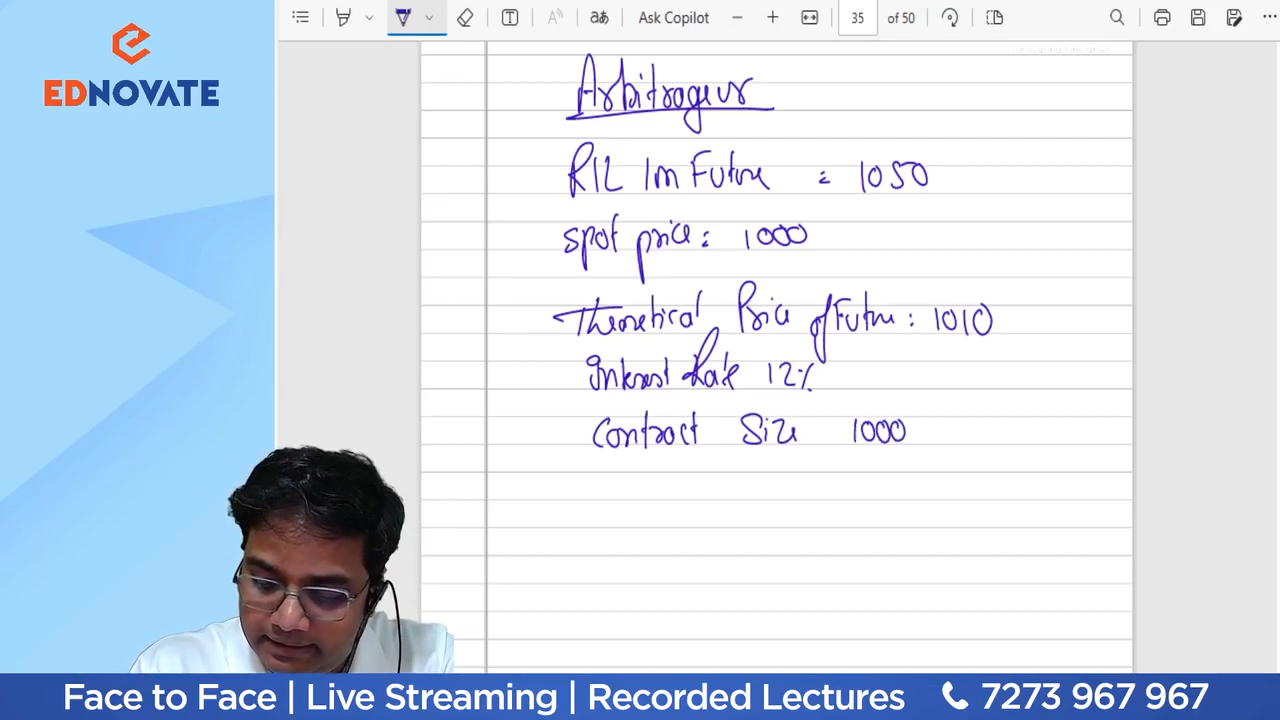 Ask Copilot
35 of 50
EDNOVATE
Arbitrageur
RIL 1m Future = 1050
spot price: 1000
Theoretical Price of Future: 1010
Interest Rate 12%
Contract Size 1000
Face to Face | Live Streaming | Recorded Lectures 7273 967 967